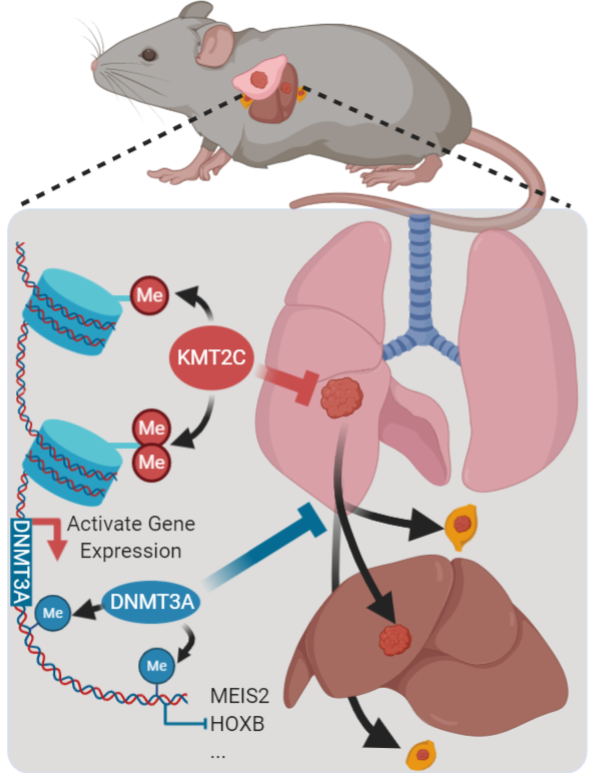 Me
KMT2C
Me
Me
DNMT3A
Activate Gene
Expression
DNMT3A
Me
Me
MEIS2
HOXB
...